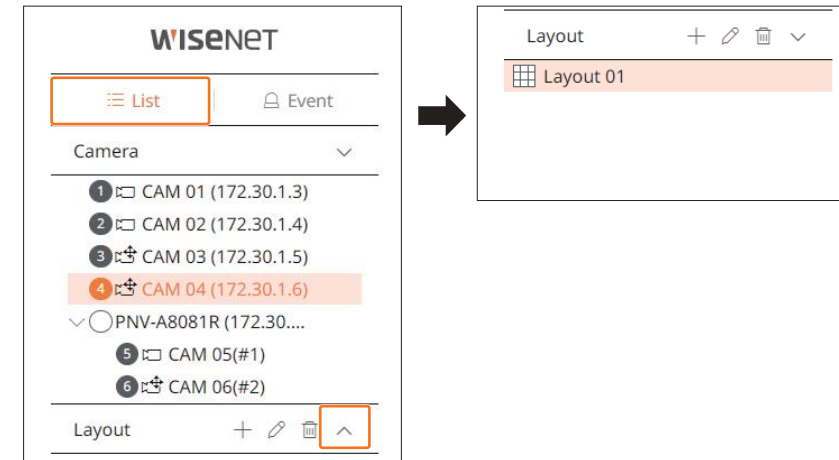 WISENET
List
Event
Camera
1 CAM 01 (172.30.1.3)
2 CAM 02 (172.30.1.4)
3 CAM 03 (172.30.1.5)
4 CAM 04 (172.30.1.6)
PNV-A8081R (172.30....
5 CAM 05(#1)
6 CAM 06(#2)
Layout
Layout
Layout 01